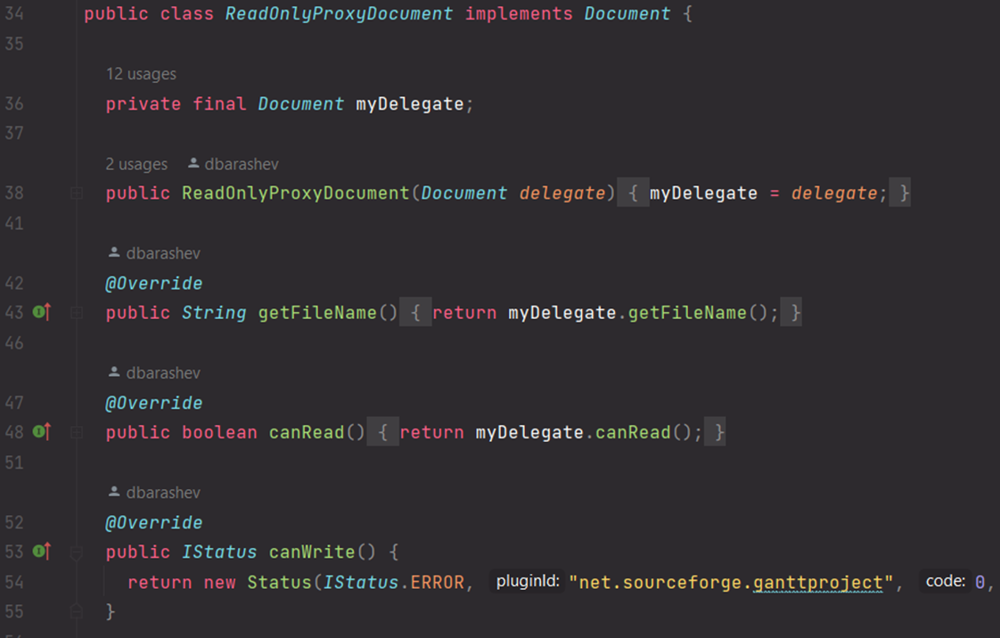 34 public class ReadOnlyProxyDocument implements Document {
35
12 usages
36 private final Document myDelegate;
37
2 usages dbarashev
38 public ReadOnlyProxyDocument(Document delegate) { myDelegate = delegate; }
41
dbarashev
42 @Override
43 public String getFileName() { return myDelegate.getFileName(); }
46
dbarashev
47 @Override
48 public boolean canRead() { return myDelegate.canRead(); }
51
dbarashev
52 @Override
53 public IStatus canWrite() {
54 return new Status(IStatus.ERROR, pluginId: "net.sourceforge.ganttproject", code: 0,
55 }